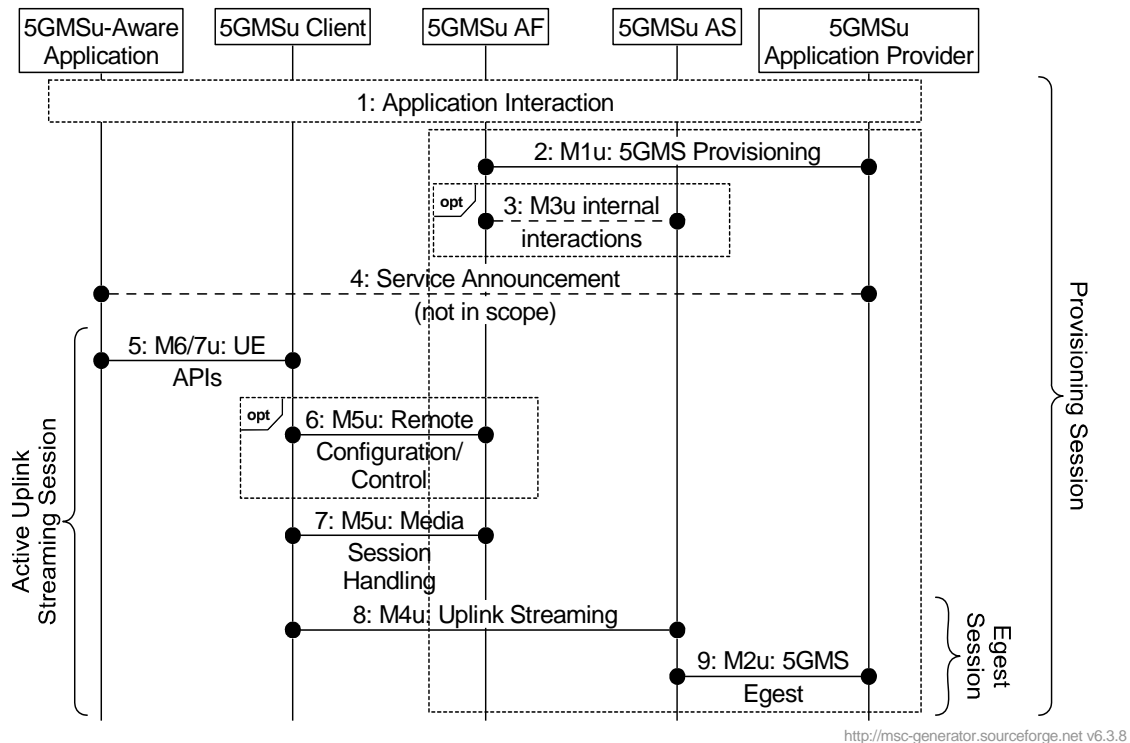 5GMSu-Aware
Application
5GMSu Client
5GMSu AF
5GMSu AS
5GMSu
Application Provider
1: Application Interaction
2: M1u: 5GMS Provisioning
opt
3: M3u internal
interactions
4: Service Announcement
(not in scope)
5: M6/7u: UE
APIs
opt
6: M5u: Remote
Configuration/
Control
7: M5u: Media
Session
Handling
8: M4u: Uplink Streaming
9: M2u: 5GMS
Egest
Active Uplink
Streaming Session
Provisioning Session
Egest
Session
http://msc-generator.sourceforge.net v6.3.8